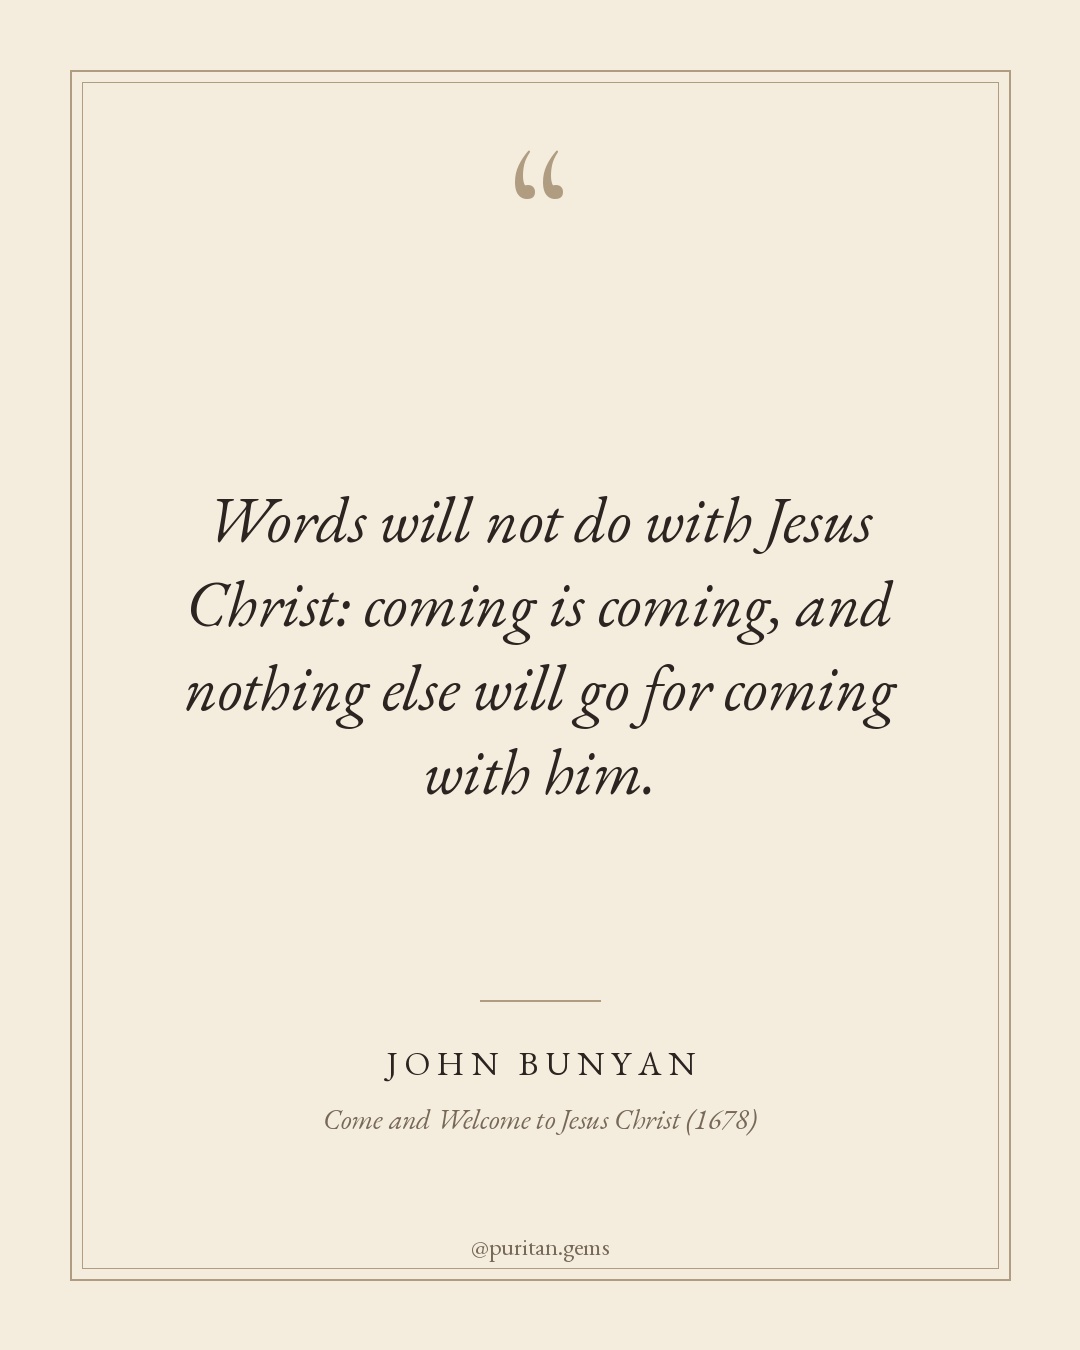 “
Words will not do with Jesus
Christ: coming is coming, and
nothing else will go for coming
with him.
JOHN BUNYAN
Come and Welcome to Jesus Christ (1678)
@puritan.gems